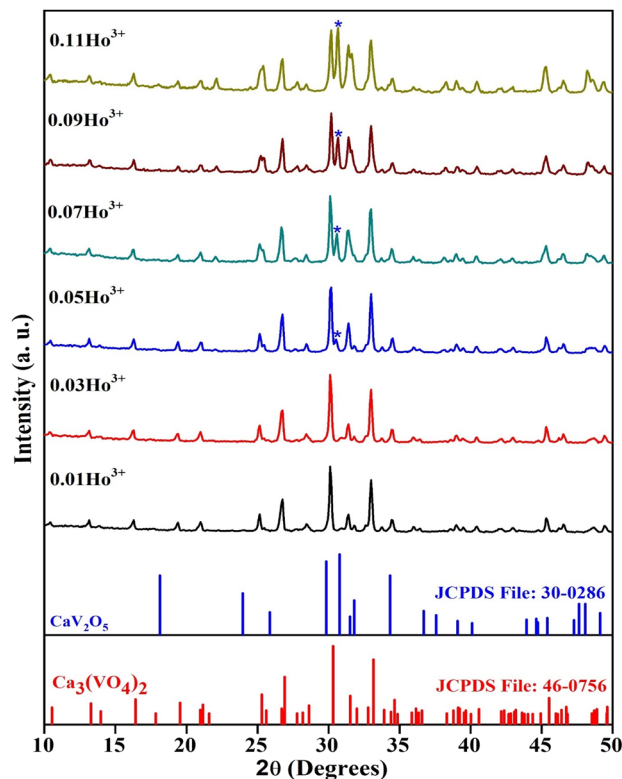 0.11Ho³⁺
*
0.09Ho³⁺
*
0.07Ho³⁺
*
0.05Ho³⁺
*
0.03Ho³⁺
0.01Ho³⁺
JCPDS File: 30-0286
CaV₂O₅
Ca₃(VO₄)₂
JCPDS File: 46-0756
10 15 20 25 30 35 40 45 50
2θ (Degrees)
Intensity (a. u.)